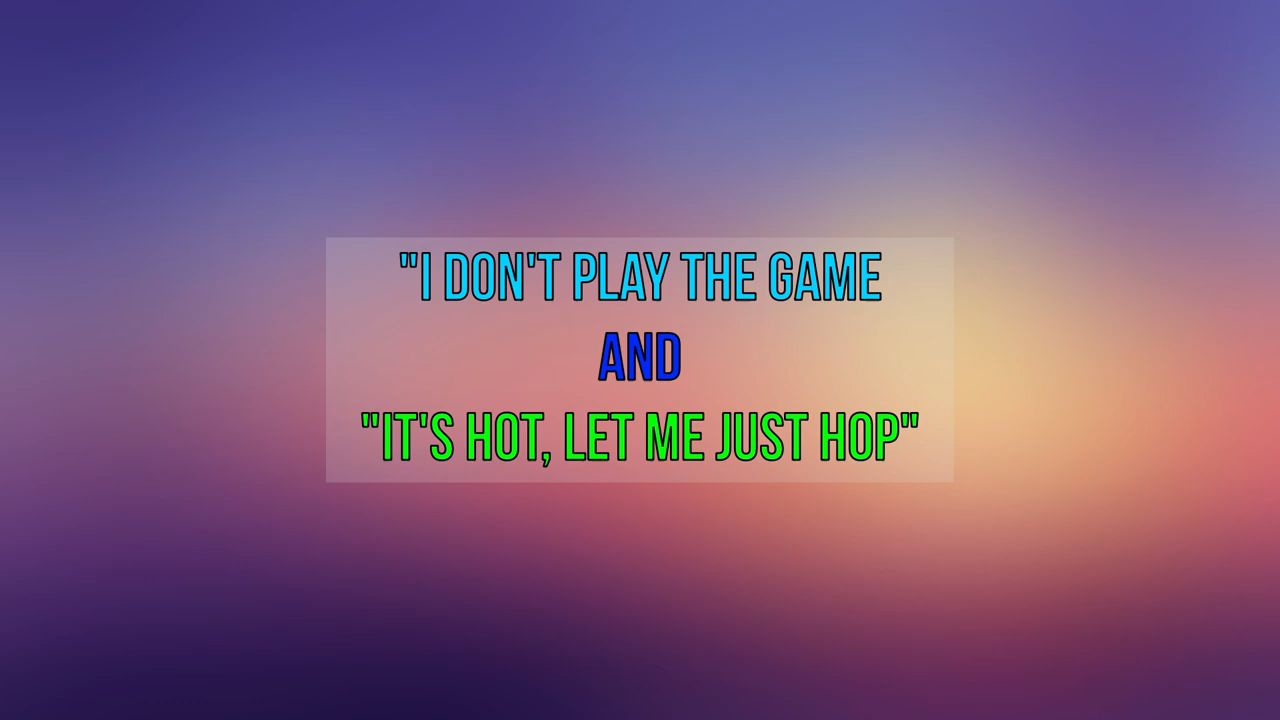 "I DON'T PLAY THE GAME
AND
"IT'S HOT, LET ME JUST HOP"